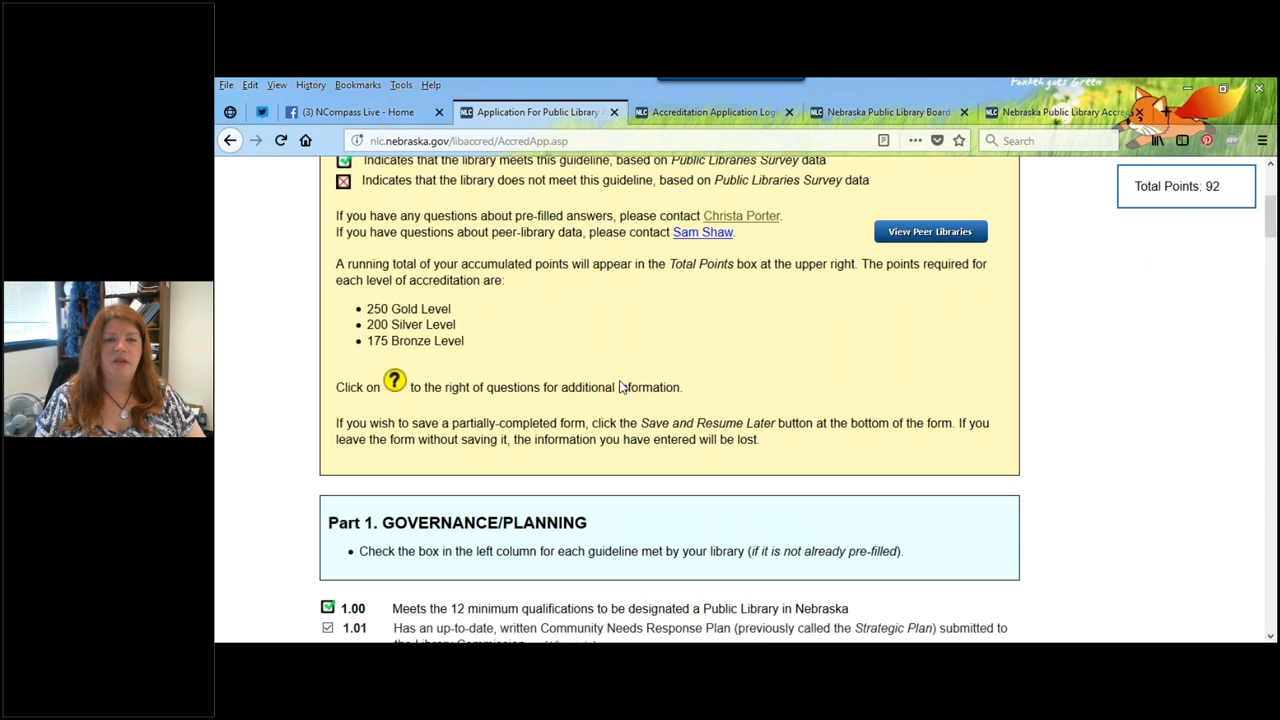 Foxkeh goes Green
File Edit View History Bookmarks Tools Help
(3) NCompass Live - Home
Application For Public Library
Accreditation Application Log
Nebraska Public Library Board
Nebraska Public Library Accre
nlc.nebraska.gov/libaccred/AccredApp.asp
Search
Indicates that the library meets this guideline, based on Public Libraries Survey data
Total Points: 92
Indicates that the library does not meet this guideline, based on Public Libraries Survey data
If you have any questions about pre-filled answers, please contact Christa Porter.
If you have questions about peer-library data, please contact Sam Shaw.
View Peer Libraries
A running total of your accumulated points will appear in the Total Points box at the upper right. The points required for
each level of accreditation are:
• 250 Gold Level
• 200 Silver Level
• 175 Bronze Level
Click on ? to the right of questions for additional information.
If you wish to save a partially-completed form, click the Save and Resume Later button at the bottom of the form. If you
leave the form without saving it, the information you have entered will be lost.
Part 1. GOVERNANCE/PLANNING
• Check the box in the left column for each guideline met by your library (if it is not already pre-filled).
1.00 Meets the 12 minimum qualifications to be designated a Public Library in Nebraska
1.01 Has an up-to-date, written Community Needs Response Plan (previously called the Strategic Plan) submitted to
the Library Commission